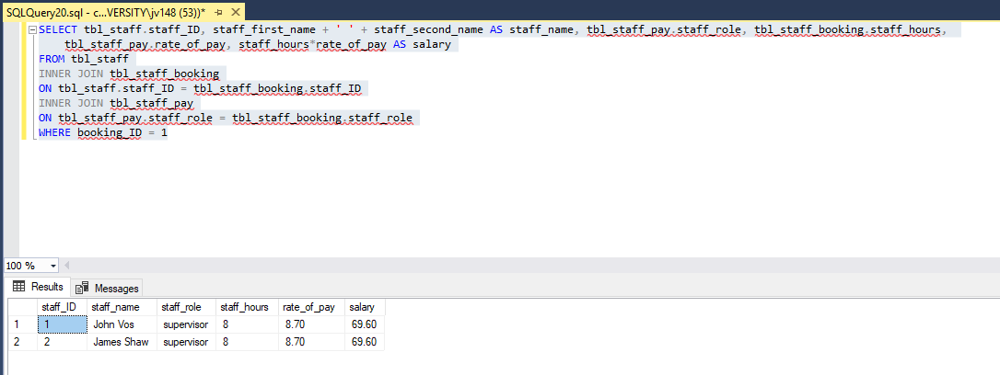 SQLQuery20.sql - c...VERSITY\jv148 (53))*
SELECT tbl_staff.staff_ID, staff_first_name + ' ' + staff_second_name AS staff_name, tbl_staff_pay.staff_role, tbl_staff_booking.staff_hours,
tbl_staff_pay.rate_of_pay, staff_hours*rate_of_pay AS salary
FROM tbl_staff
INNER JOIN tbl_staff_booking
ON tbl_staff.staff_ID = tbl_staff_booking.staff_ID
INNER JOIN tbl_staff_pay
ON tbl_staff_pay.staff_role = tbl_staff_booking.staff_role
WHERE booking_ID = 1
100 %
Results Messages
staff_ID staff_name staff_role staff_hours rate_of_pay salary
1 1 John Vos supervisor 8 8.70 69.60
2 2 James Shaw supervisor 8 8.70 69.60